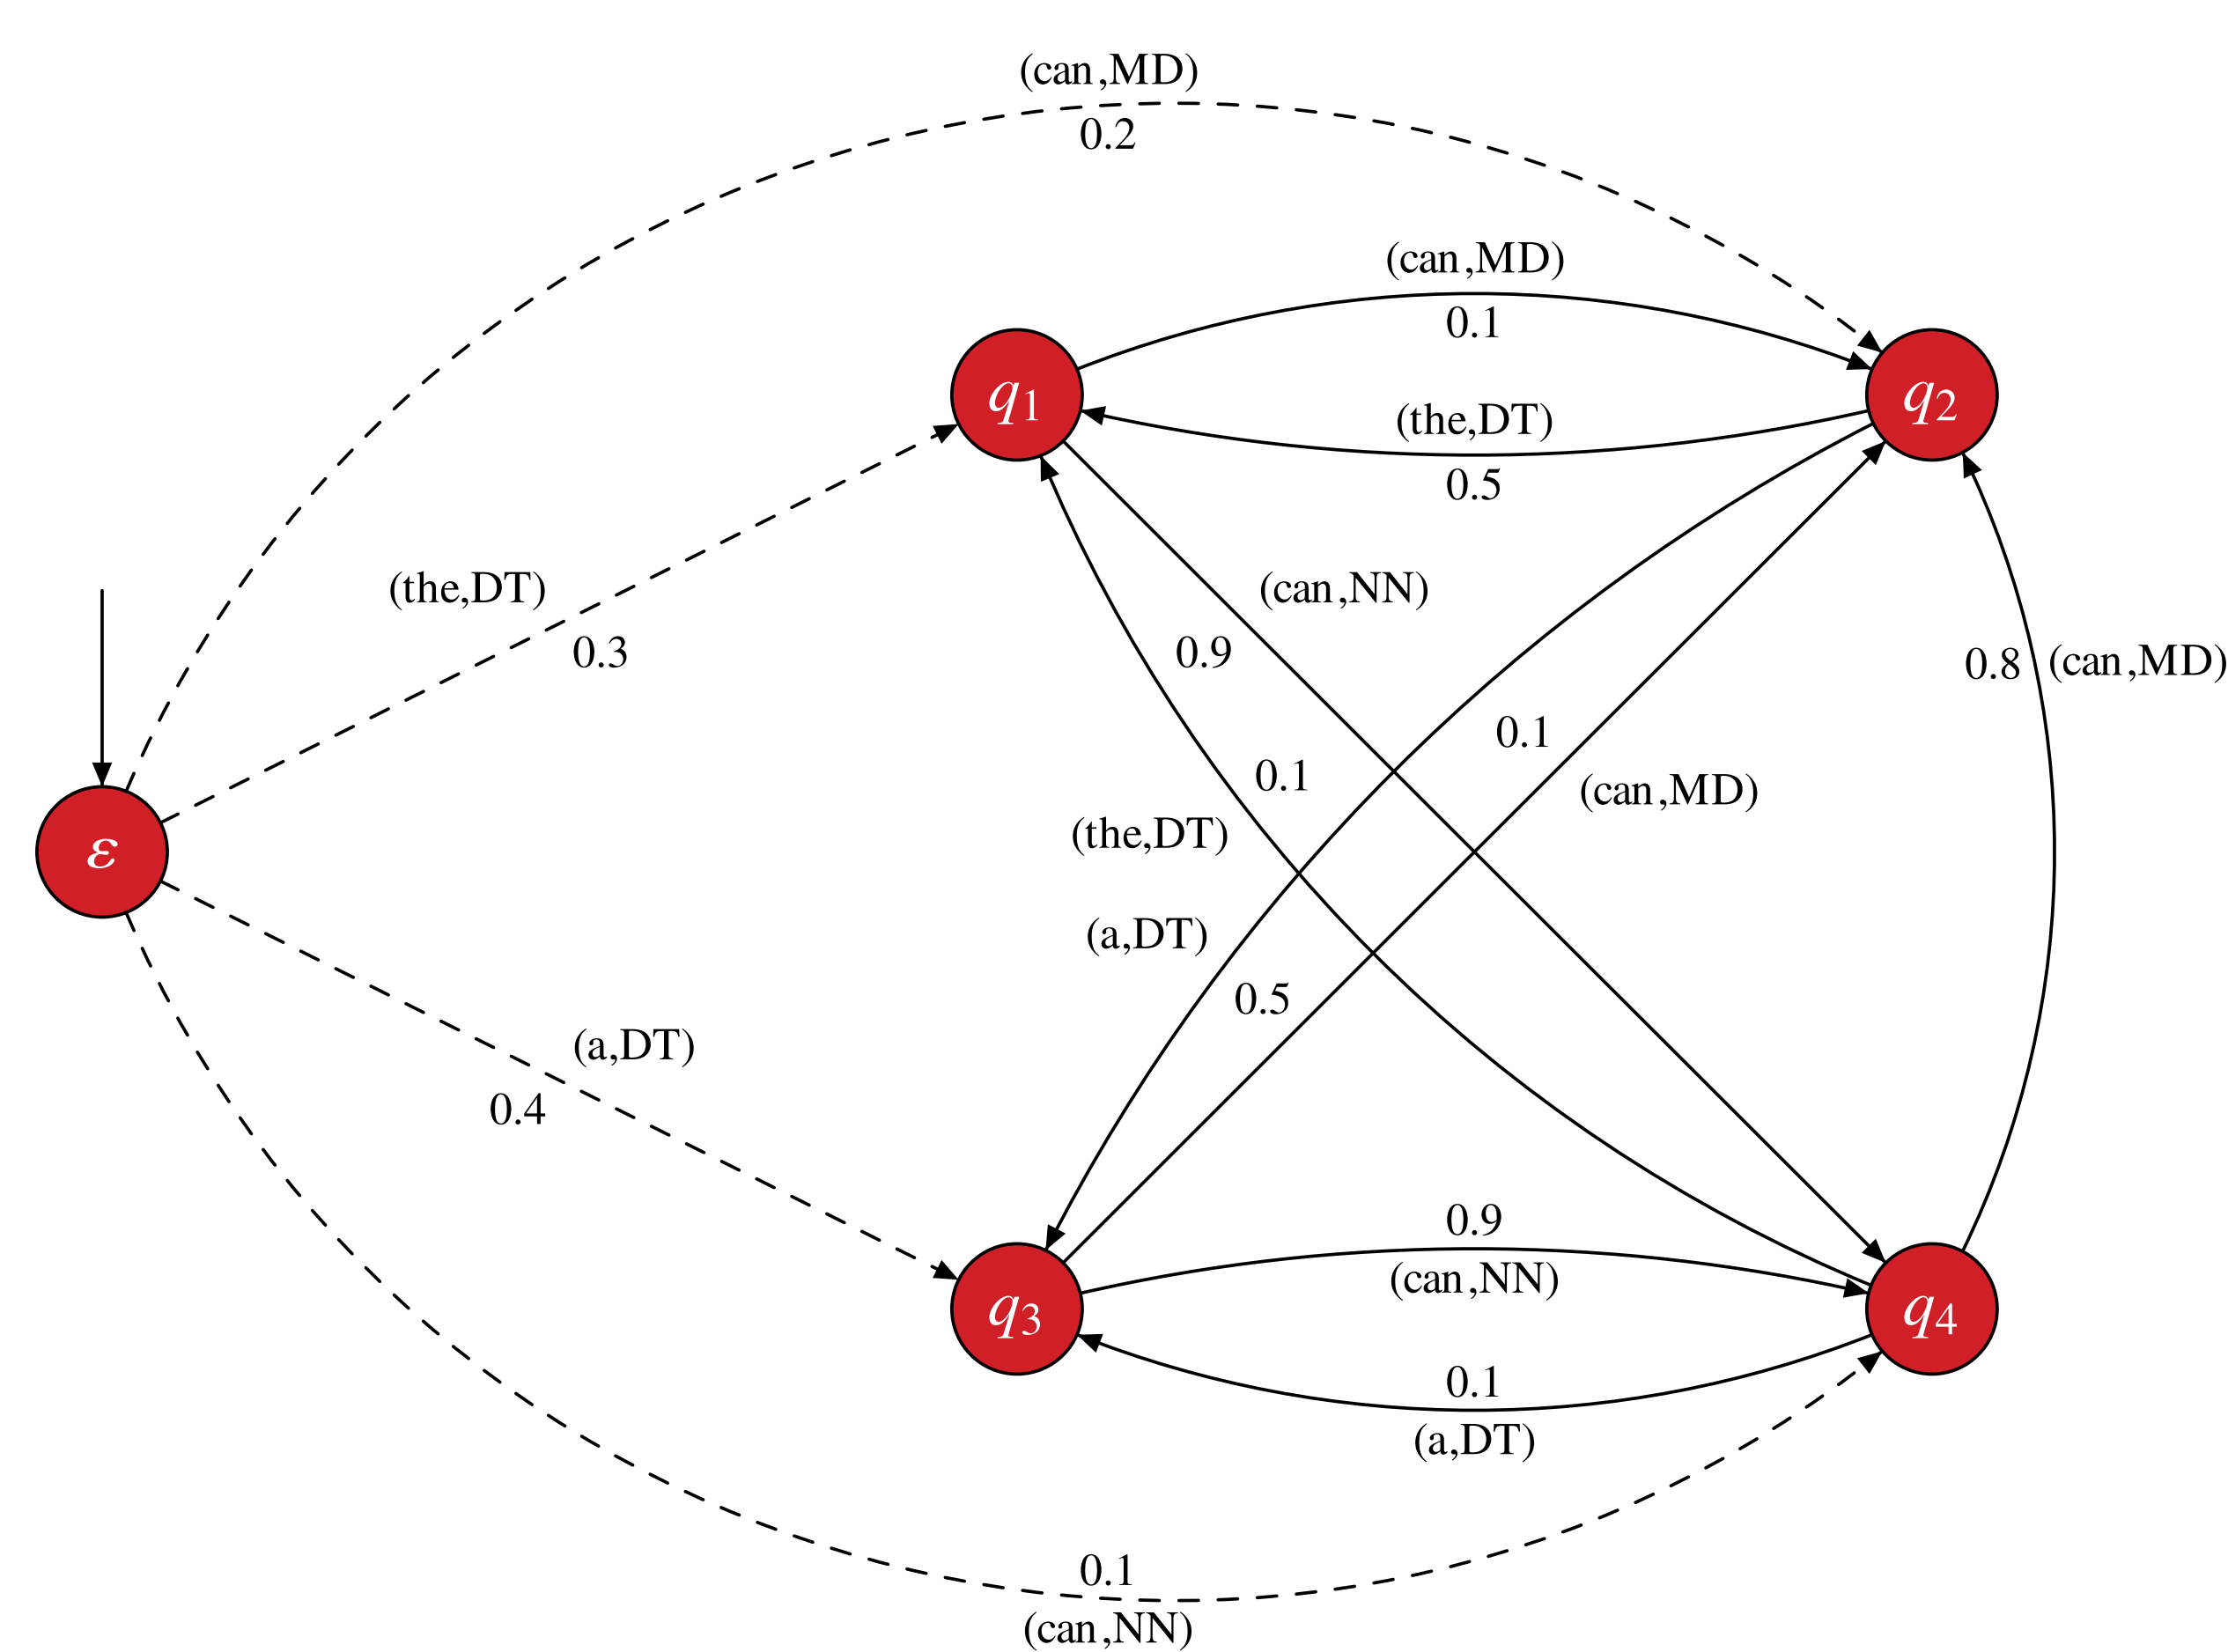 (can,MD)
0.2
(can,MD)
0.1
q1
q2
(the,DT)
0.5
(the,DT)
0.3
(can,NN)
0.9
0.8
(can,MD)
0.1
0.1
(can,MD)
(the,DT)
ε
(a,DT)
0.5
(a,DT)
0.4
0.9
(can,NN)
q3
q4
0.1
(a,DT)
0.1
(can,NN)